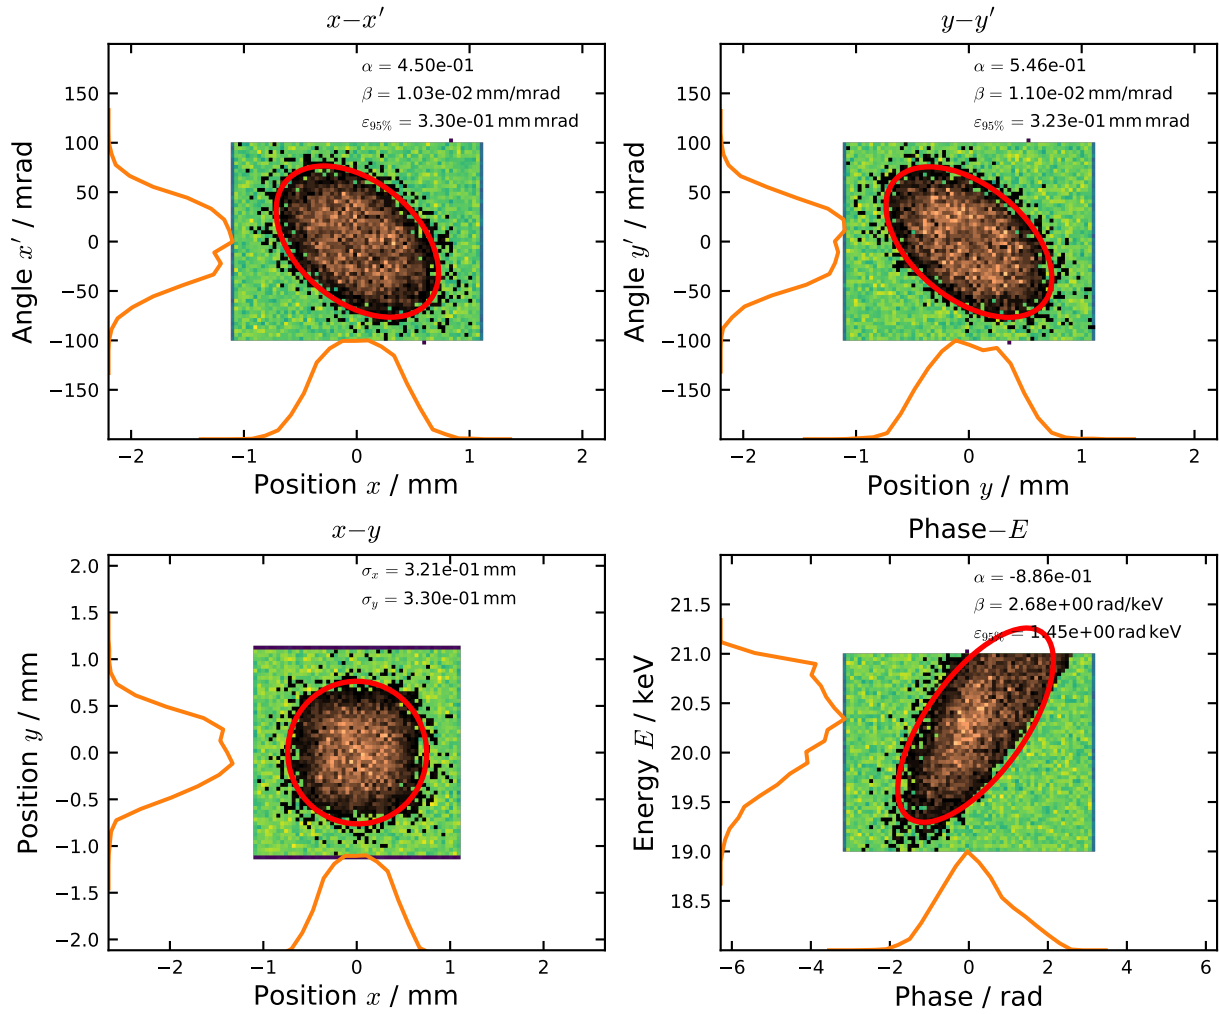 x−x′
α = 4.50e-01
β = 1.03e-02 mm/mrad
ε95% = 3.30e-01 mm mrad
Angle x′ / mrad
150
100
50
0
−50
−100
−150
−2 −1 0 1 2
Position x / mm
y−y′
α = 5.46e-01
β = 1.10e-02 mm/mrad
ε95% = 3.23e-01 mm mrad
Angle y′ / mrad
150
100
50
0
−50
−100
−150
−2 −1 0 1 2
Position y / mm
x−y
σx = 3.21e-01 mm
σy = 3.30e-01 mm
Position y / mm
2.0
1.5
1.0
0.5
0.0
−0.5
−1.0
−1.5
−2.0
−2 −1 0 1 2
Position x / mm
Phase−E
α = -8.86e-01
β = 2.68e+00 rad/keV
ε95% = 1.45e+00 rad keV
Energy E / keV
21.5
21.0
20.5
20.0
19.5
19.0
18.5
−6 −4 −2 0 2 4 6
Phase / rad